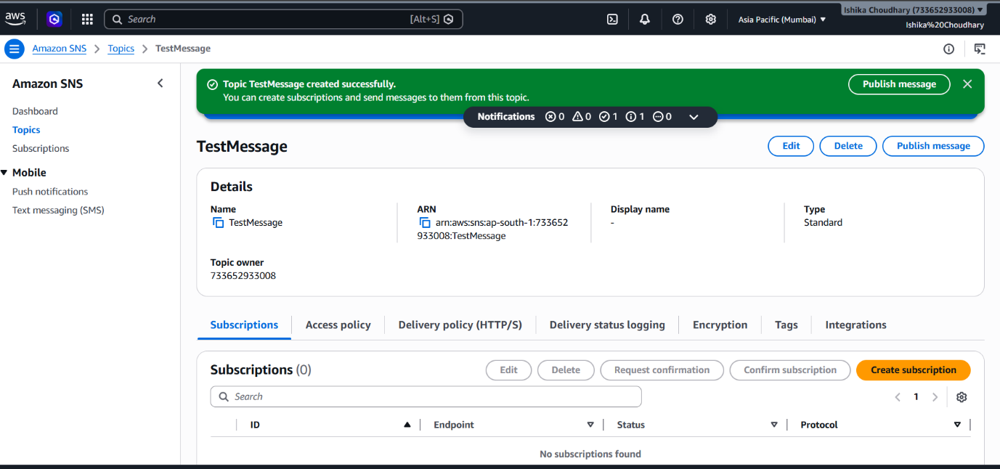 aws
Search [Alt+S]
Asia Pacific (Mumbai)
Ishika Choudhary (733652933008)
Ishika%20Choudhary
Amazon SNS > Topics > TestMessage
Amazon SNS
Dashboard
Topics
Subscriptions
Mobile
Push notifications
Text messaging (SMS)
Topic TestMessage created successfully.
You can create subscriptions and send messages to them from this topic.
Publish message
Notifications 0 0 1 1 0
TestMessage
Edit Delete Publish message
Details
Name
TestMessage
ARN
arn:aws:sns:ap-south-1:733652
933008:TestMessage
Display name
-
Type
Standard
Topic owner
733652933008
Subscriptions Access policy Delivery policy (HTTP/S) Delivery status logging Encryption Tags Integrations
Subscriptions (0)
Edit Delete Request confirmation Confirm subscription Create subscription
Search
1
ID Endpoint Status Protocol
No subscriptions found